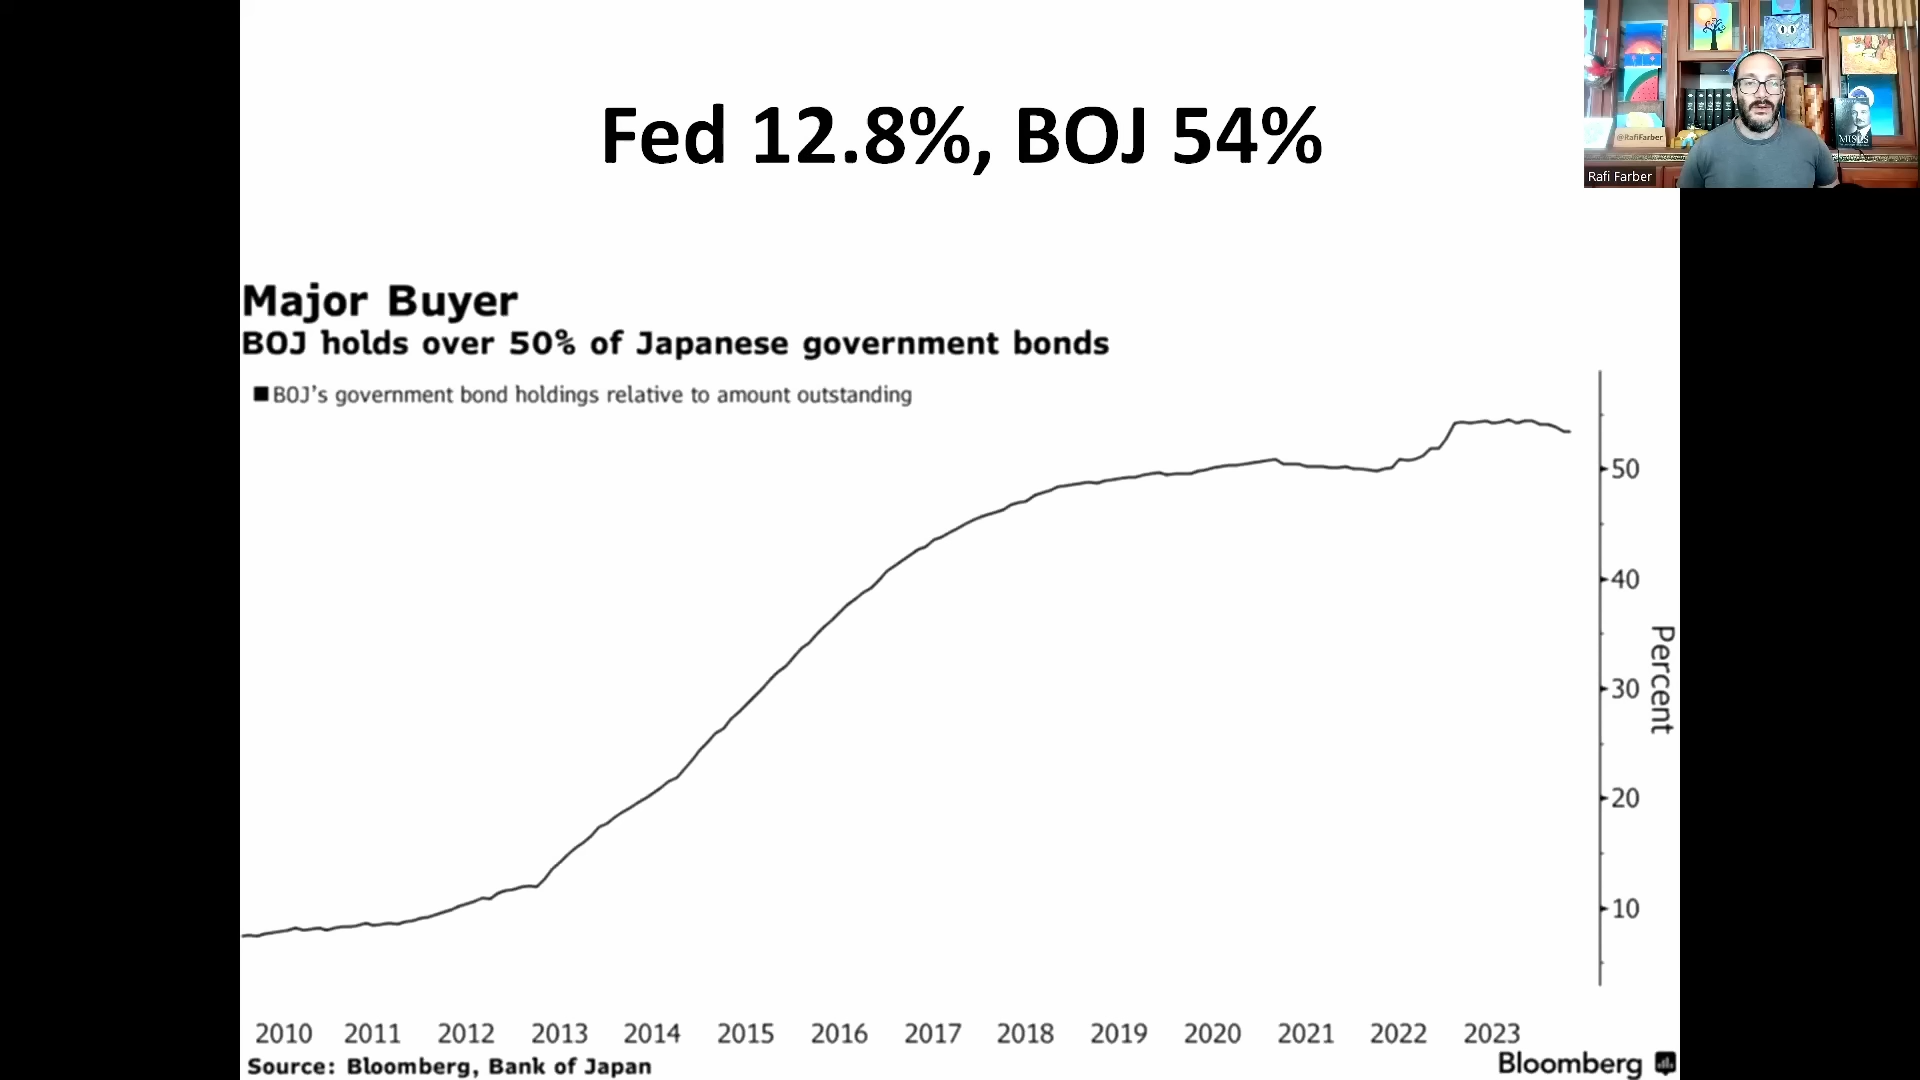 Fed 12.8%, BOJ 54%
@RafiFarber
MISES
Rafi Farber
Major Buyer
BOJ holds over 50% of Japanese government bonds
BOJ's government bond holdings relative to amount outstanding
50
40
30
20
10
Percent
2010 2011 2012 2013 2014 2015 2016 2017 2018 2019 2020 2021 2022 2023
Source: Bloomberg, Bank of Japan
Bloomberg